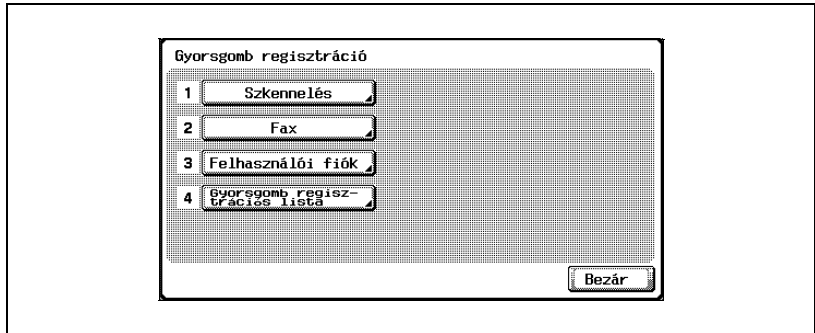 Gyorsgomb regisztráció
1 Szkennelés
2 Fax
3 Felhasználói fiók
4 Gyorsgomb regisz-
trációs lista
Bezár